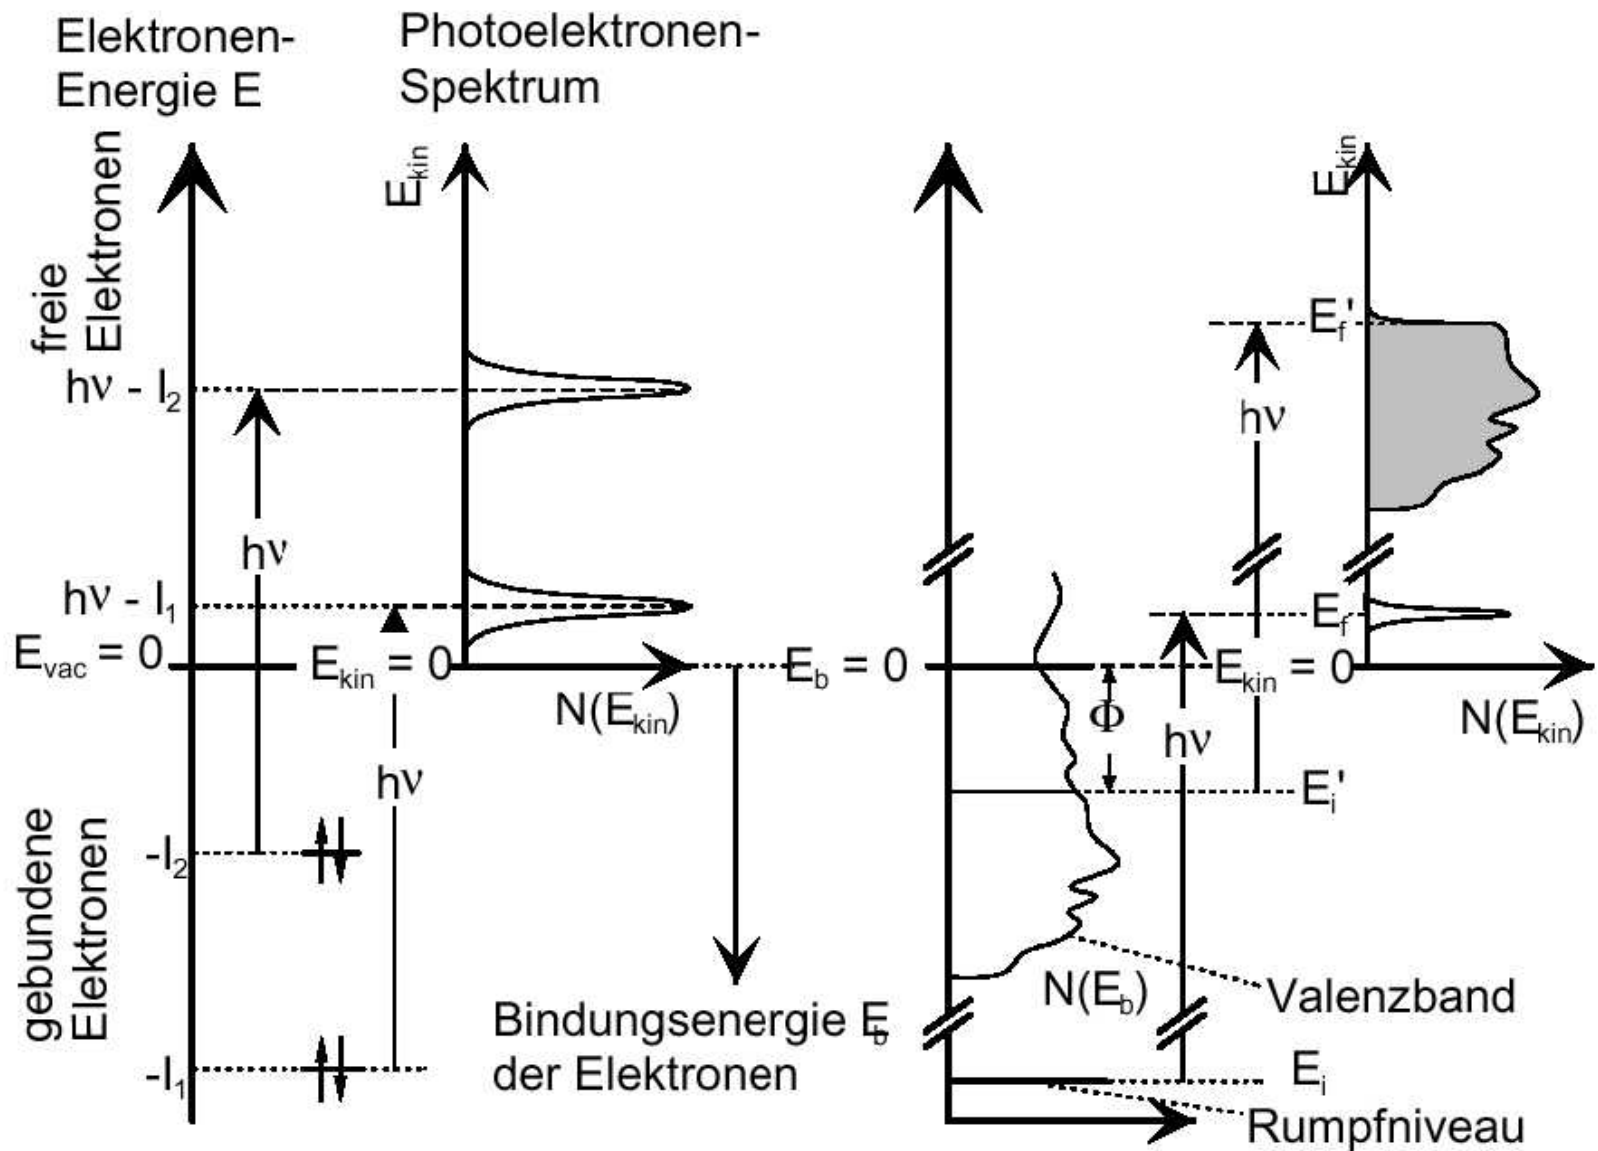 Elektronen-
Energie E
Photoelektronen-
Spektrum
freie
Elektronen
E_kin
hν - I_2
hν
hν - I_1
E_vac = 0
E_kin = 0
N(E_kin)
hν
gebundene
Elektronen
-I_2
-I_1
Bindungsenergie E_b
der Elektronen
E_kin
E_f'
hν
E_f
E_b = 0
E_kin = 0
N(E_kin)
Φ
hν
E_i'
N(E_b)
Valenzband
E_i
Rumpfniveau